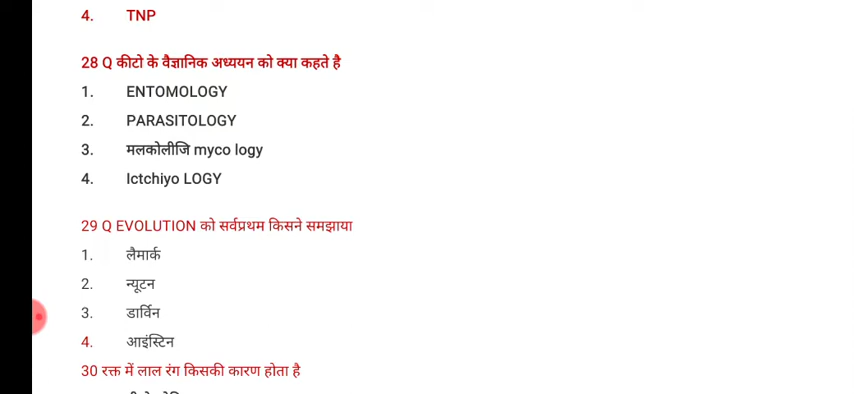 4. TNP
28 Q कीटो के वैज्ञानिक अध्ययन को क्या कहते है
1. ENTOMOLOGY
2. PARASITOLOGY
3. मलकोलीजि myco logy
4. Ictchiyo LOGY
29 Q EVOLUTION को सर्वप्रथम किसने समझाया
1. लैमार्क
2. न्यूटन
3. डार्विन
4. आइंस्टिन
30 रक्त में लाल रंग किसकी कारण होता है